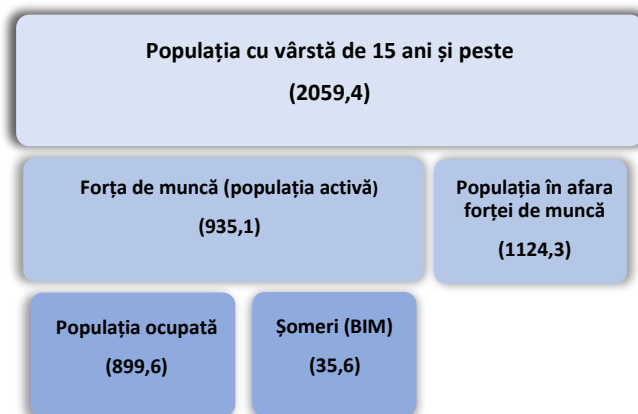 Populația cu vârstă de 15 ani și peste
(2059,4)
Forța de muncă (populația activă)
(935,1)
Populația în afara
forței de muncă
(1124,3)
Populația ocupată
(899,6)
Șomeri (BIM)
(35,6)